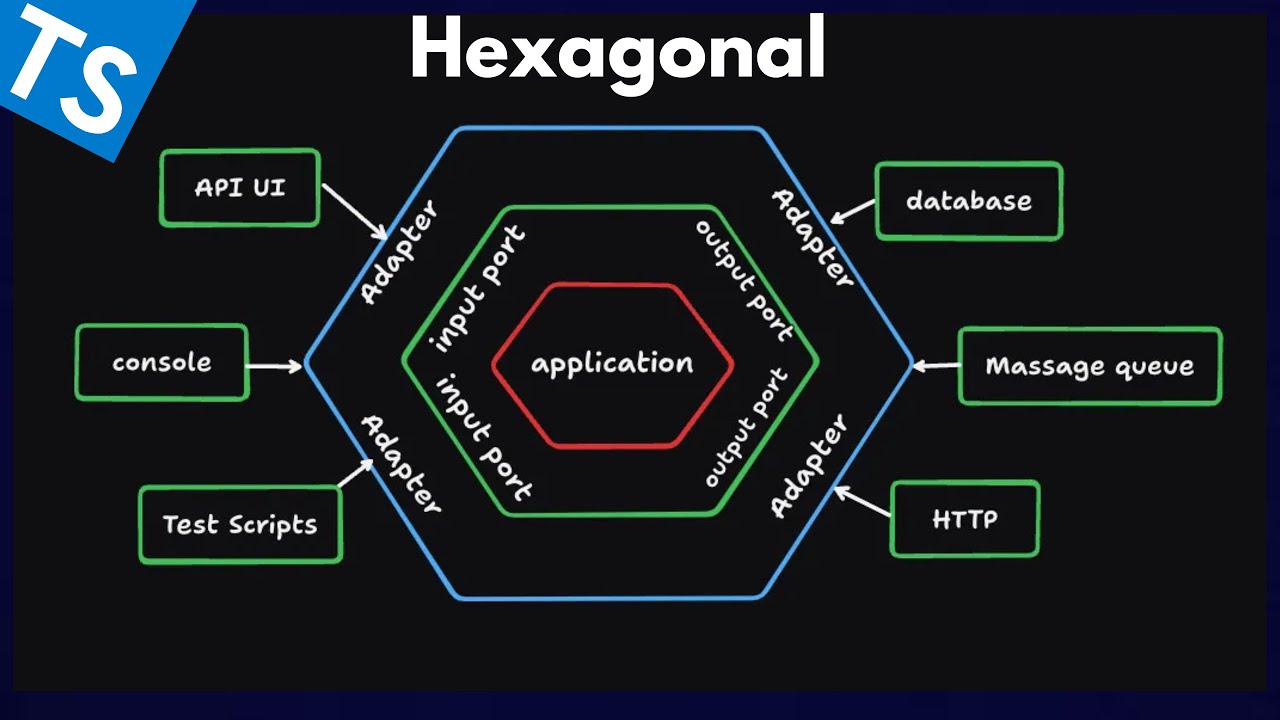 TS
Hexagonal
API UI
Adapter
input port
output port
Adapter
database
console
application
Massage queue
Test Scripts
Adapter
input port
output port
Adapter
HTTP